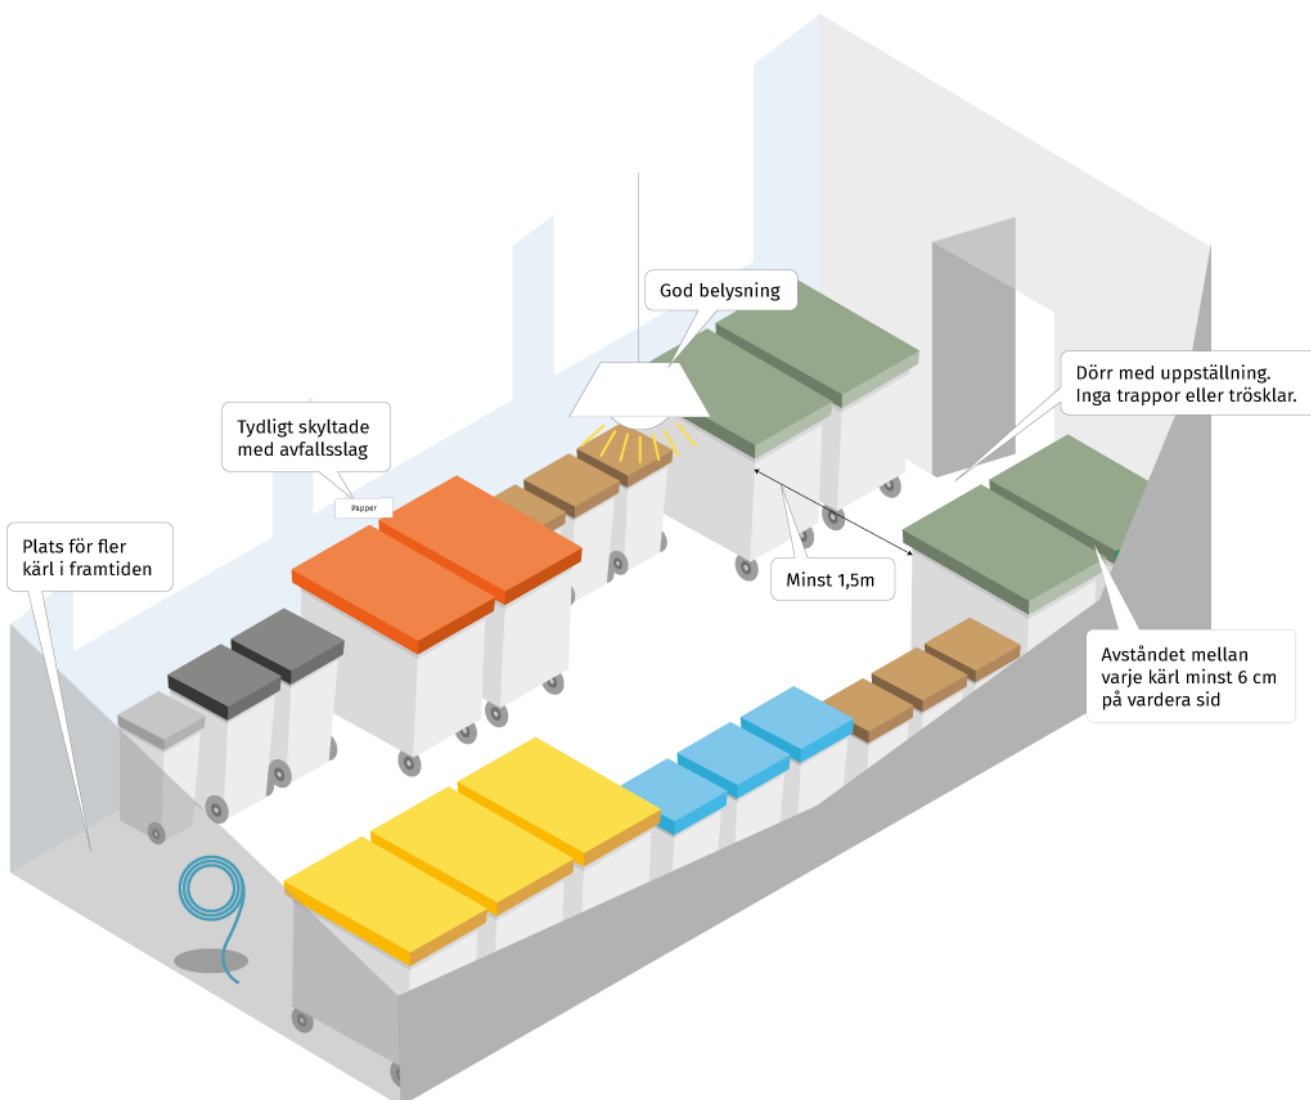 God belysning
Dörr med uppställning.
Inga trappor eller trösklar.
Tydligt skyltade
med avfallsslag
Papper
Plats för fler
kärl i framtiden
Minst 1,5m
Avståndet mellan
varje kärl minst 6 cm
på vardera sid